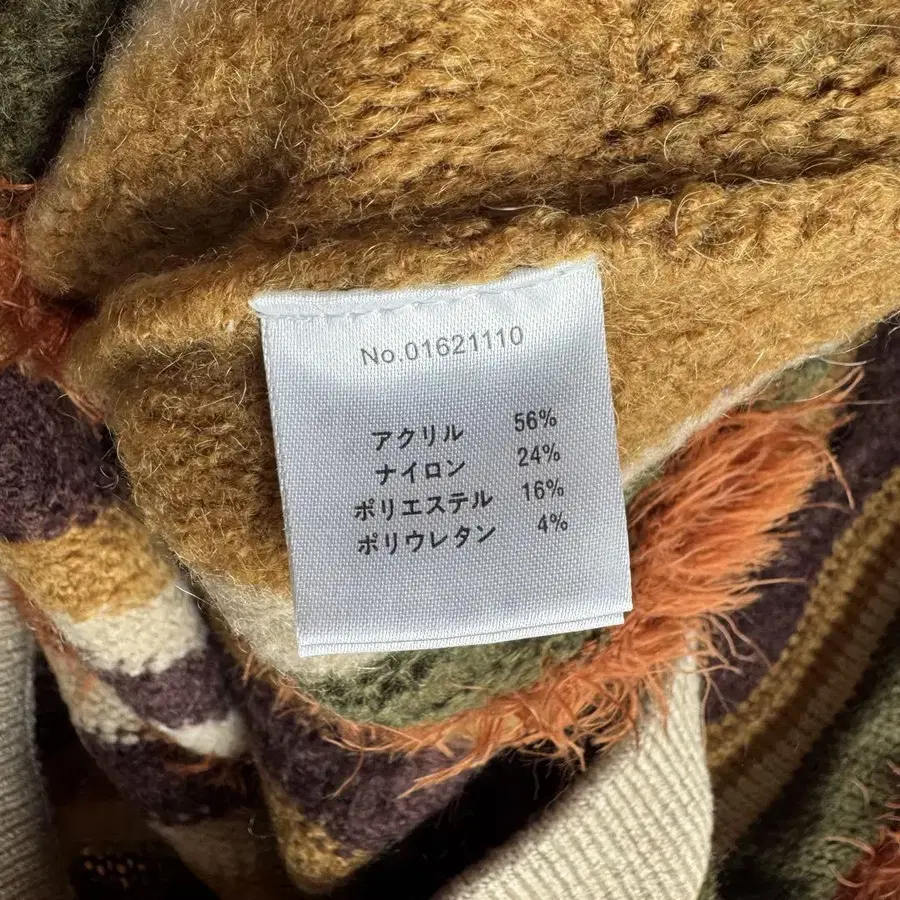 No.01621110
アクリル 56%
ナイロン 24%
ポリエステル 16%
ポリウレタン 4%